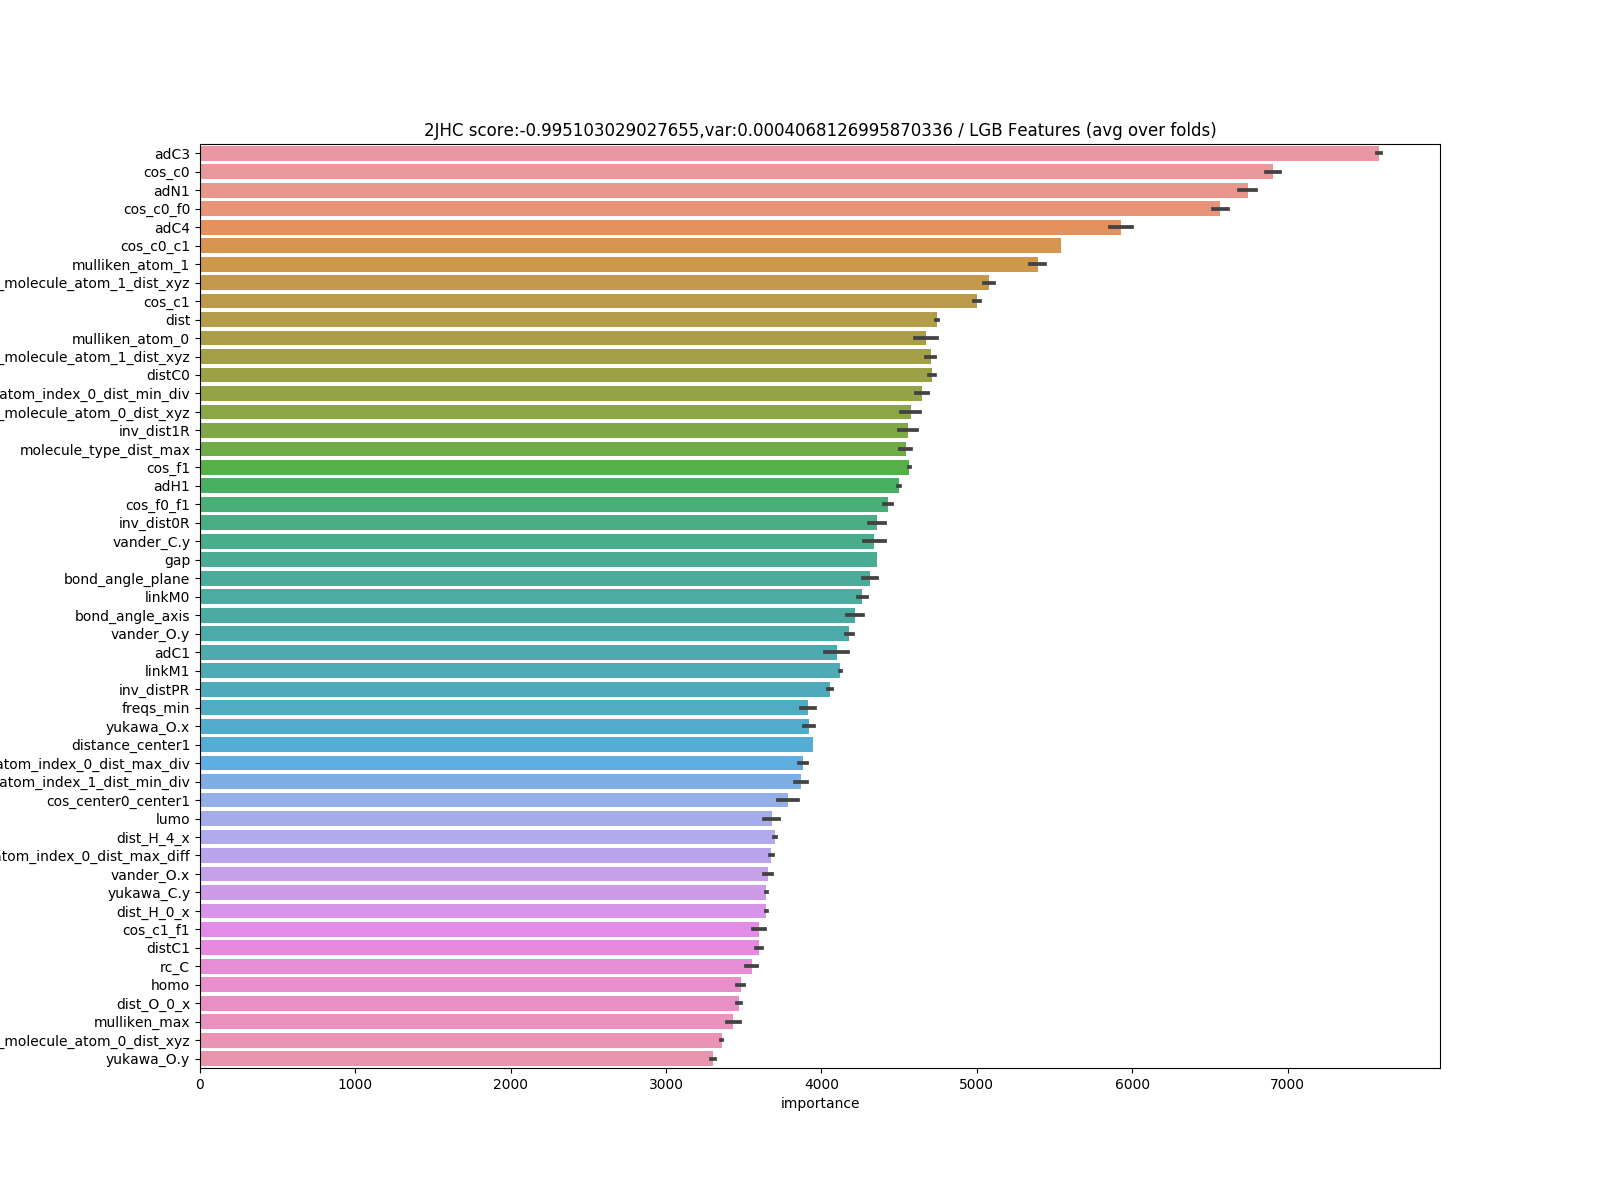 2JHC score:-0.995103029027655,var:0.0004068126995870336 / LGB Features (avg over folds)
adC3
cos_c0
adN1
cos_c0_f0
adC4
cos_c0_c1
mulliken_atom_1
_molecule_atom_1_dist_xyz
cos_c1
dist
mulliken_atom_0
_molecule_atom_1_dist_xyz
distC0
atom_index_0_dist_min_div
_molecule_atom_0_dist_xyz
inv_dist1R
molecule_type_dist_max
cos_f1
adH1
cos_f0_f1
inv_dist0R
vander_C.y
gap
bond_angle_plane
linkM0
bond_angle_axis
vander_O.y
adC1
linkM1
inv_distPR
freqs_min
yukawa_O.x
distance_center1
atom_index_0_dist_max_div
atom_index_1_dist_min_div
cos_center0_center1
lumo
dist_H_4_x
atom_index_0_dist_max_diff
vander_O.x
yukawa_C.y
dist_H_0_x
cos_c1_f1
distC1
rc_C
homo
dist_O_0_x
mulliken_max
_molecule_atom_0_dist_xyz
yukawa_O.y
0 1000 2000 3000 4000 5000 6000 7000
importance